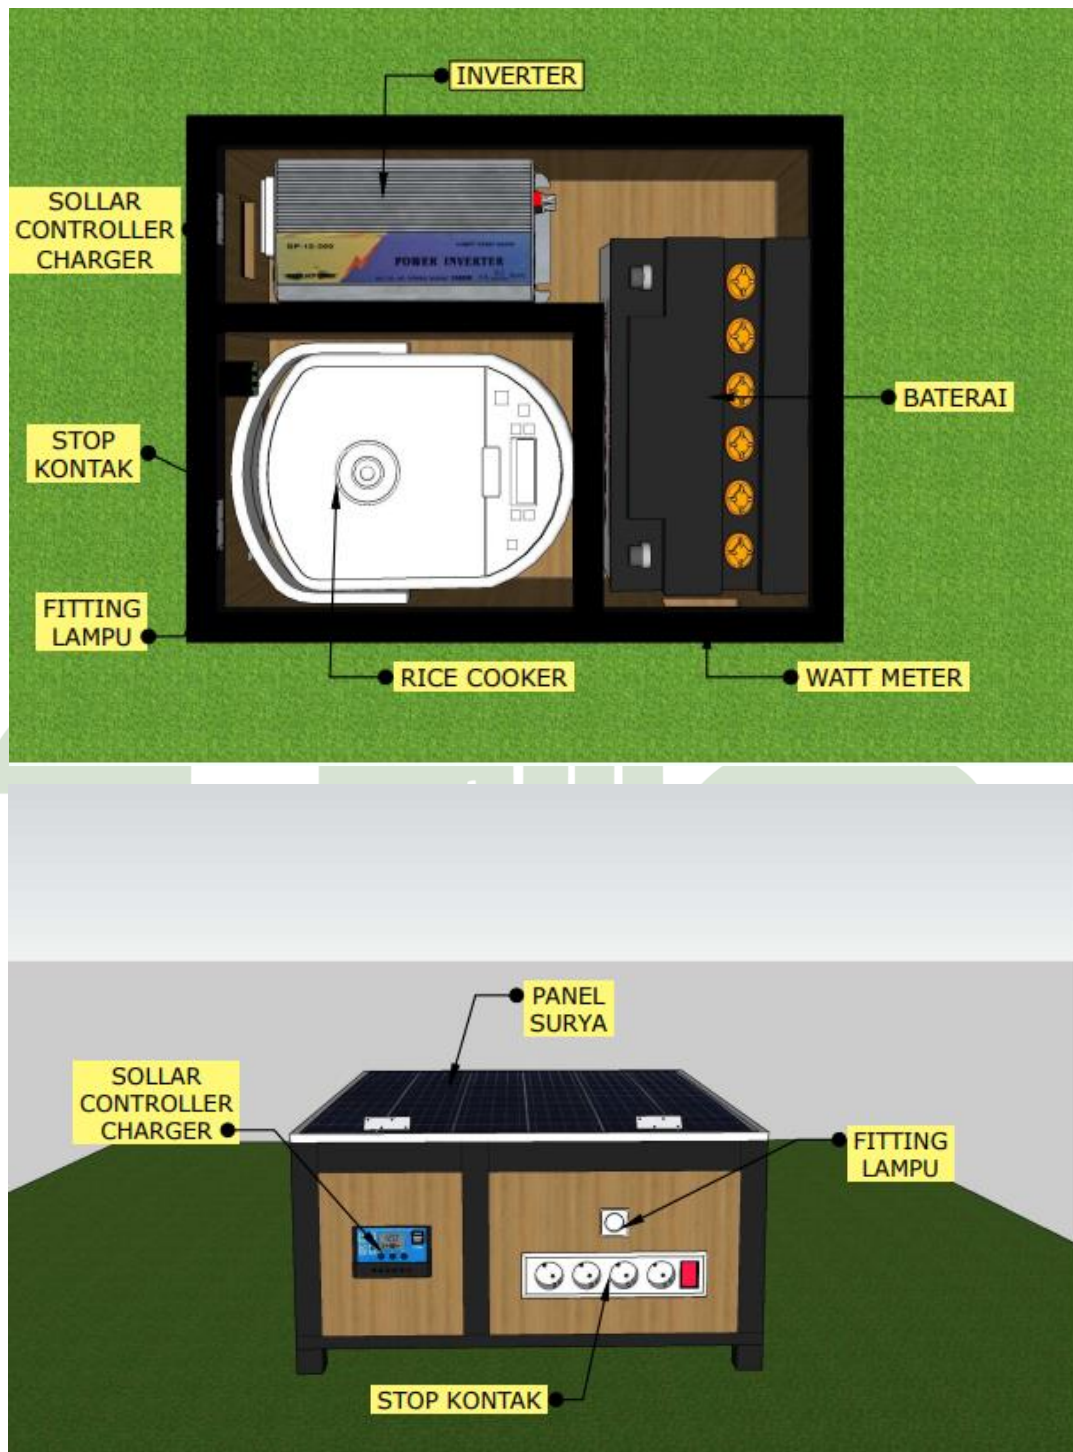 INVERTER
SOLLAR
CONTROLLER
CHARGER
POWER INVERTER
BATERAI
STOP
KONTAK
FITTING
LAMPU
RICE COOKER
WATT METER
PANEL
SURYA
SOLLAR
CONTROLLER
CHARGER
FITTING
LAMPU
STOP KONTAK